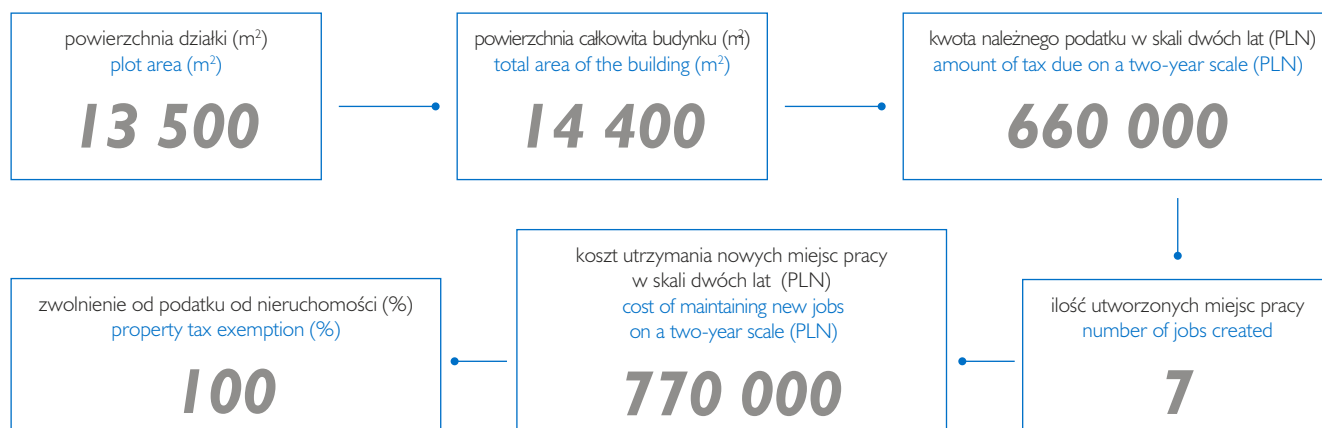 powierzchnia działki (m²)
plot area (m²)
13 500
powierzchnia całkowita budynku (m²)
total area of the building (m²)
14 400
kwota należnego podatku w skali dwóch lat (PLN)
amount of tax due on a two-year scale (PLN)
660 000
ilość utworzonych miejsc pracy
number of jobs created
7
koszt utrzymania nowych miejsc pracy
w skali dwóch lat (PLN)
cost of maintaining new jobs
on a two-year scale (PLN)
770 000
zwolnienie od podatku od nieruchomości (%)
property tax exemption (%)
100